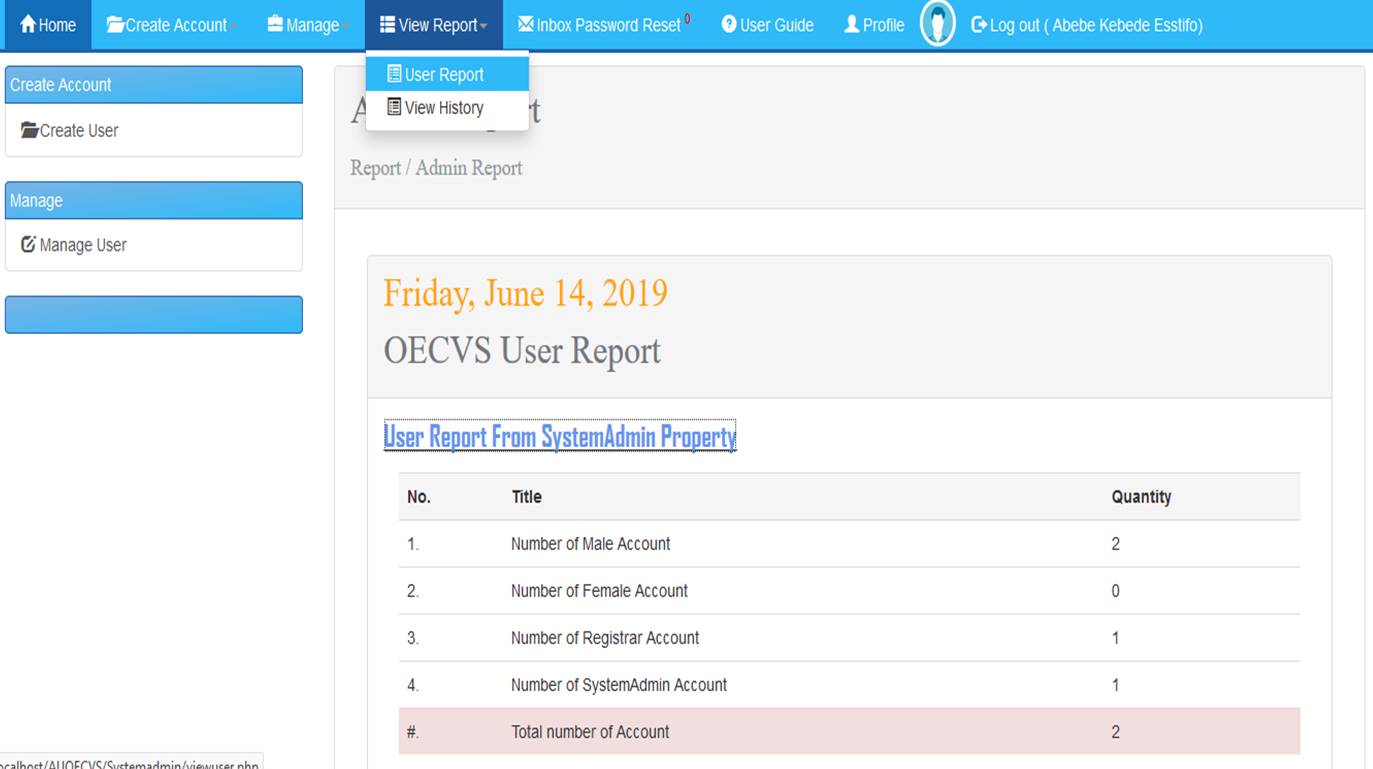 Home Create Account Manage View Report Inbox Password Reset 0 User Guide Profile Log out ( Abebe Kebede Esstifo)
User Report
View History
Create Account
Create User
Manage
Manage User
Report / Admin Report
Friday, June 14, 2019
OECVS User Report
User Report From SystemAdmin Property
No. Title Quantity
1. Number of Male Account 2
2. Number of Female Account 0
3. Number of Registrar Account 1
4. Number of SystemAdmin Account 1
#. Total number of Account 2
ocalhost/AUOECVS/Systemadmin/viewuser.php